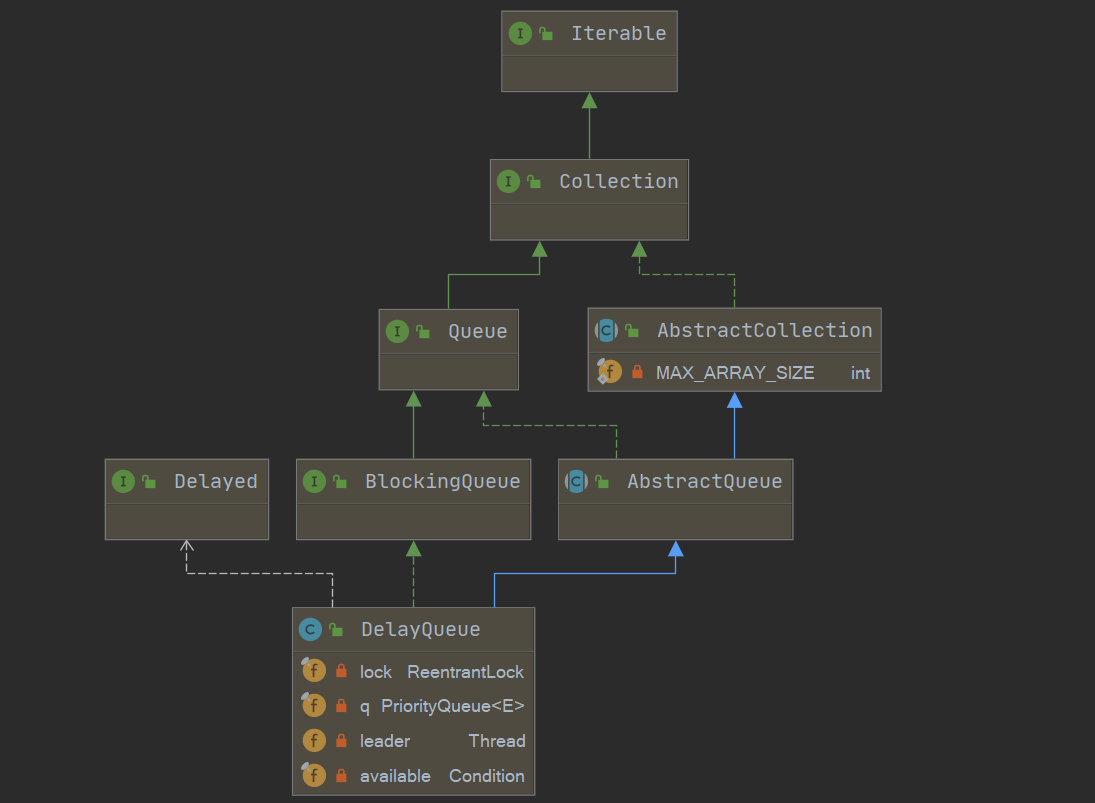 Iterable
Collection
Queue
AbstractCollection
MAX_ARRAY_SIZE int
Delayed
BlockingQueue
AbstractQueue
DelayQueue
lock ReentrantLock
q PriorityQueue<E>
leader Thread
available Condition